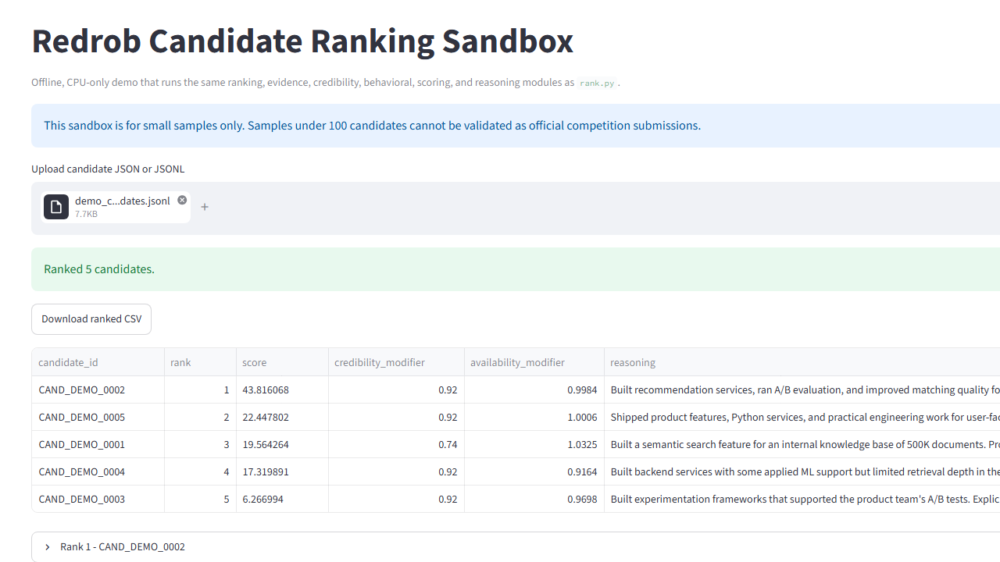 Redrob Candidate Ranking Sandbox
Offline, CPU-only demo that runs the same ranking, evidence, credibility, behavioral, scoring, and reasoning modules as rank.py .
This sandbox is for small samples only. Samples under 100 candidates cannot be validated as official competition submissions.
Upload candidate JSON or JSONL
demo_c...dates.jsonl
7.7KB
Ranked 5 candidates.
Download ranked CSV
candidate_id rank score credibility_modifier availability_modifier reasoning
CAND_DEMO_0002 1 43.816068 0.92 0.9984 Built recommendation services, ran A/B evaluation, and improved matching quality
CAND_DEMO_0005 2 22.447802 0.92 1.0006 Shipped product features, Python services, and practical engineering work for
CAND_DEMO_0001 3 19.564264 0.74 1.0325 Built a semantic search feature for an internal knowledge base of 500K documents.
CAND_DEMO_0004 4 17.319891 0.92 0.9164 Built backend services with some applied ML support but limited retrieval depth in
CAND_DEMO_0003 5 6.266994 0.92 0.9698 Built experimentation frameworks that supported the product team's A/B tests.
Rank 1 - CAND_DEMO_0002